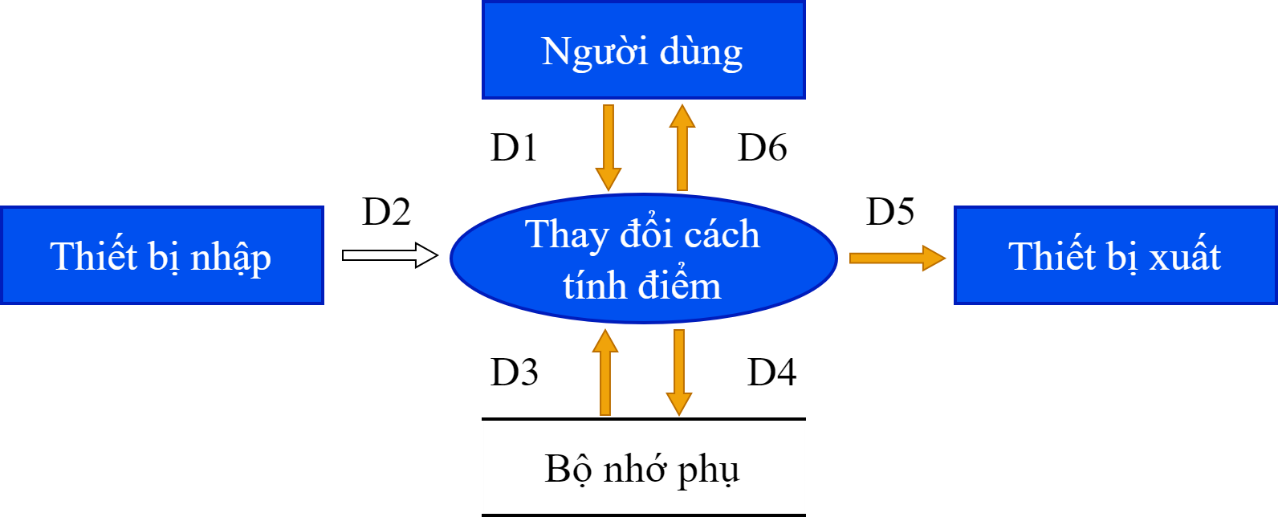 Người dùng
D1
D6
D2
D5
Thiết bị nhập
Thay đổi cách
tính điểm
Thiết bị xuất
D3
D4
Bộ nhớ phụ